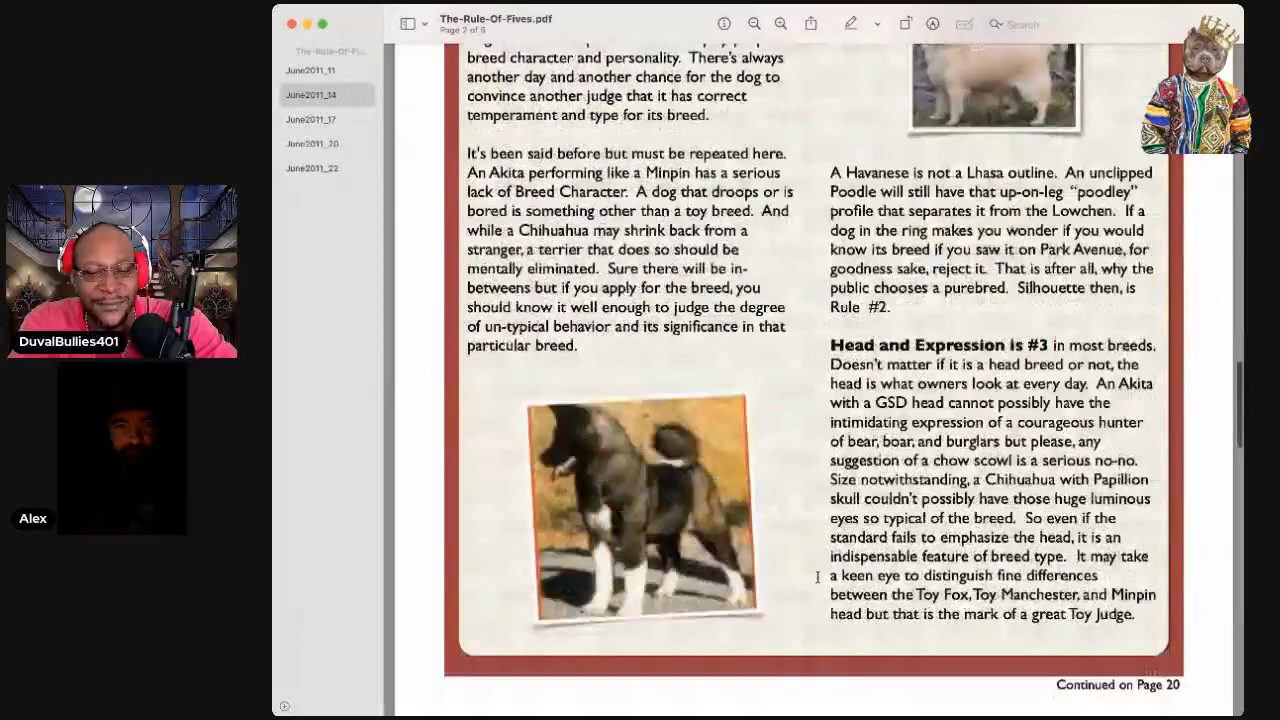 The-Rule-Of-Fives.pdf
Page 2 of 5
Search
The-Rule-Of-Fi...
June2011_11
June2011_14
June2011_17
June2011_20
June2011_22
DuvalBullies401
Alex
breed character and personality. There's always
another day and another chance for the dog to
convince another judge that it has correct
temperament and type for its breed.
It's been said before but must be repeated here.
An Akita performing like a Minpin has a serious
lack of Breed Character. A dog that droops or is
bored is something other than a toy breed. And
while a Chihuahua may shrink back from a
stranger, a terrier that does so should be
mentally eliminated. Sure there will be in-
betweens but if you apply for the breed, you
should know it well enough to judge the degree
of un-typical behavior and its significance in that
particular breed.
A Havanese is not a Lhasa outline. An unclipped
Poodle will still have that up-on-leg "poodley"
profile that separates it from the Lowchen. If a
dog in the ring makes you wonder if you would
know its breed if you saw it on Park Avenue, for
goodness sake, reject it. That is after all, why the
public chooses a purebred. Silhouette then, is
Rule #2.
Head and Expression is #3 in most breeds.
Doesn't matter if it is a head breed or not, the
head is what owners look at every day. An Akita
with a GSD head cannot possibly have the
intimidating expression of a courageous hunter
of bear, boar, and burglars but please, any
suggestion of a chow scowl is a serious no-no.
Size notwithstanding, a Chihuahua with Papillion
skull couldn't possibly have those huge luminous
eyes so typical of the breed. So even if the
standard fails to emphasize the head, it is an
indispensable feature of breed type. It may take
a keen eye to distinguish fine differences
between the Toy Fox, Toy Manchester, and Minpin
head but that is the mark of a great Toy Judge.
Continued on Page 20